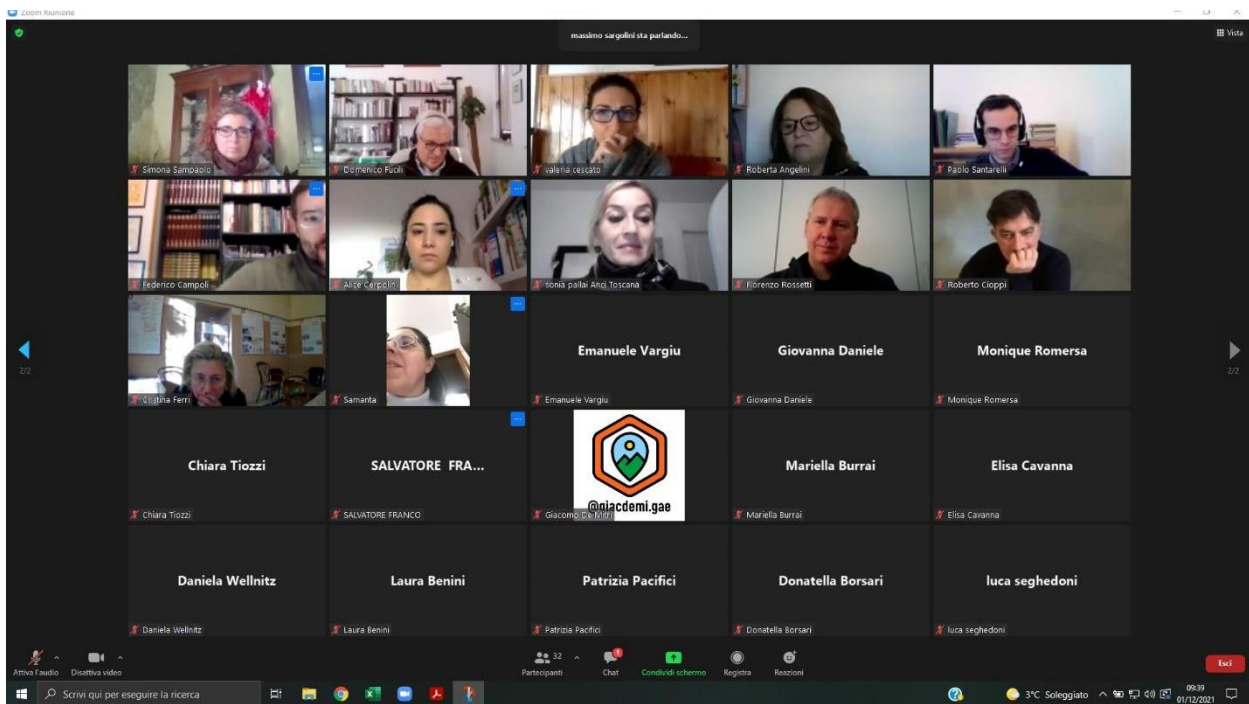 Zoom Riunione
massimo sargolini sta parlando...
Vista
Simona Sampaolo
Domenico Fucili
valeria cescato
Roberta Angelini
Paolo Santarelli
Federico Campoli
Alice Cerpolini
sonia pallai Anci Toscana
Fiorenzo Rossetti
Roberto Cioppi
Cristina Ferri
Samanta
Emanuele Vargiu
Emanuele Vargiu
Giovanna Daniele
Giovanna Daniele
Monique Romersa
Monique Romersa
2/2
2/2
Chiara Tiozzi
Chiara Tiozzi
SALVATORE FRA...
SALVATORE FRANCO
@giacdemi.gae
Giacomo De Mitri
Mariella Burrai
Mariella Burrai
Elisa Cavanna
Elisa Cavanna
Daniela Wellnitz
Daniela Wellnitz
Laura Benini
Laura Benini
Patrizia Pacifici
Patrizia Pacifici
Donatella Borsari
Donatella Borsari
luca seghedoni
luca seghedoni
Attiva l'audio
Disattiva video
32
Partecipanti
1
Chat
Condividi schermo
Registra
Reazioni
Esci
Scrivi qui per eseguire la ricerca
3°C Soleggiato
09:39
01/12/2021